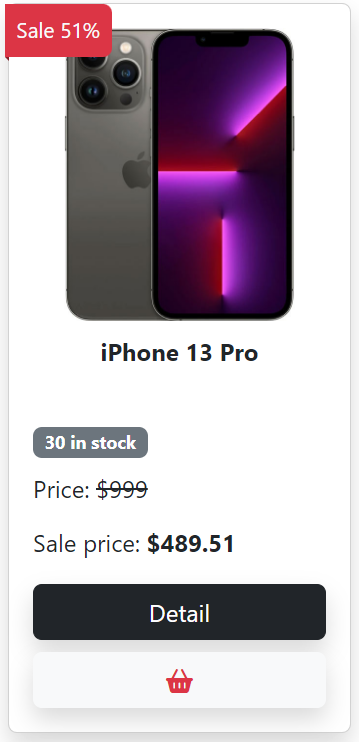 Sale 51%
iPhone 13 Pro
30 in stock
Price: $999
Sale price: $489.51
Detail